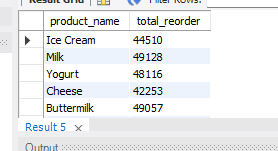 Result Grid Filter Rows:
product_name total_reorder
Ice Cream 44510
Milk 49128
Yogurt 48116
Cheese 42253
Buttermilk 49057
Result 5 ×
Output